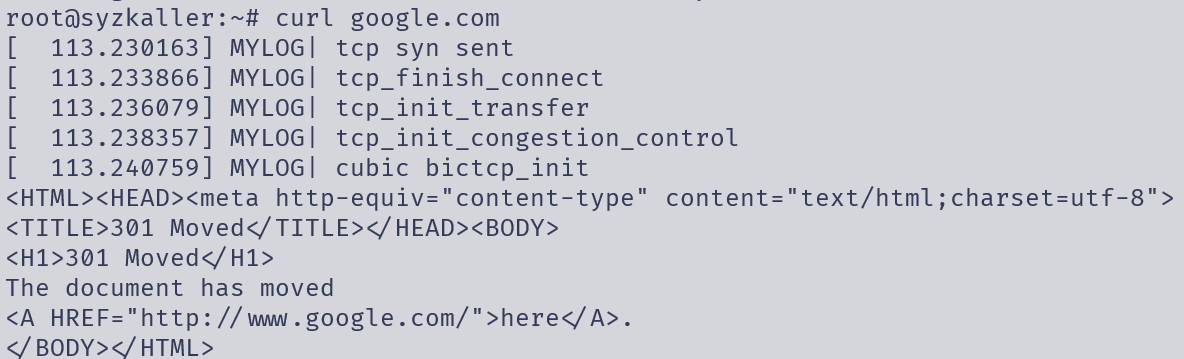 root@syzkaller:~# curl google.com
[  113.230163] MYLOG| tcp syn sent
[  113.233866] MYLOG| tcp_finish_connect
[  113.236079] MYLOG| tcp_init_transfer
[  113.238357] MYLOG| tcp_init_congestion_control
[  113.240759] MYLOG| cubic bictcp_init
<HTML><HEAD><meta http-equiv="content-type" content="text/html;charset=utf-8">
<TITLE>301 Moved</TITLE></HEAD><BODY>
<H1>301 Moved</H1>
The document has moved
<A HREF="http://www.google.com/">here</A>.
</BODY></HTML>